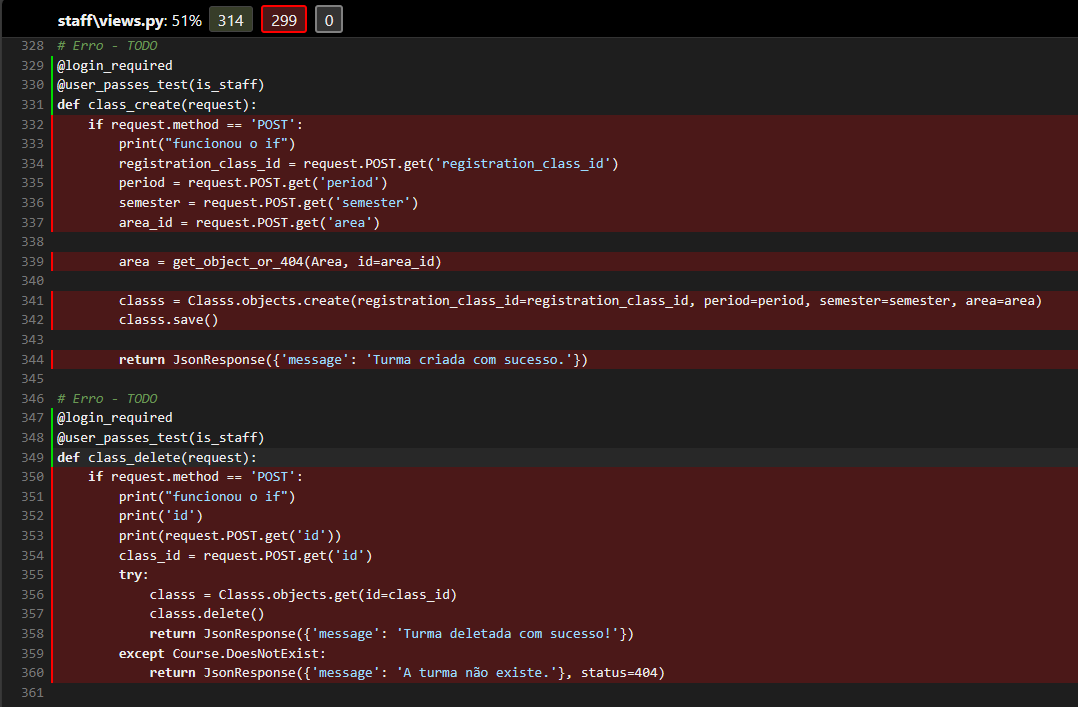 staff\views.py: 51% 314 299 0
328 # Erro - TODO
329 @login_required
330 @user_passes_test(is_staff)
331 def class_create(request):
332     if request.method == 'POST':
333         print("funcionou o if")
334         registration_class_id = request.POST.get('registration_class_id')
335         period = request.POST.get('period')
336         semester = request.POST.get('semester')
337         area_id = request.POST.get('area')
338
339         area = get_object_or_404(Area, id=area_id)
340
341         classs = Classs.objects.create(registration_class_id=registration_class_id, period=period, semester=semester, area=area)
342         classs.save()
343
344         return JsonResponse({'message': 'Turma criada com sucesso.'})
345
346 # Erro - TODO
347 @login_required
348 @user_passes_test(is_staff)
349 def class_delete(request):
350     if request.method == 'POST':
351         print("funcionou o if")
352         print('id')
353         print(request.POST.get('id'))
354         class_id = request.POST.get('id')
355         try:
356             classs = Classs.objects.get(id=class_id)
357             classs.delete()
358             return JsonResponse({'message': 'Turma deletada com sucesso!'})
359         except Course.DoesNotExist:
360             return JsonResponse({'message': 'A turma não existe.'}, status=404)
361